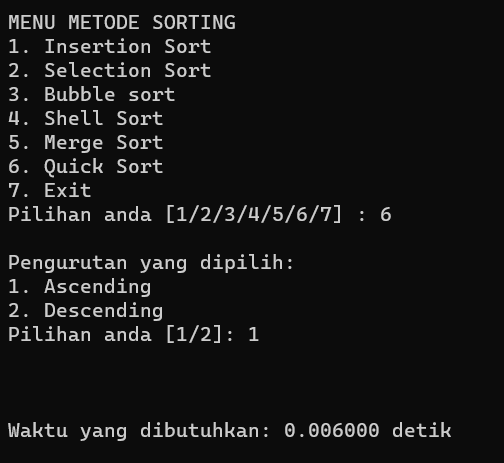 MENU METODE SORTING
1. Insertion Sort
2. Selection Sort
3. Bubble sort
4. Shell Sort
5. Merge Sort
6. Quick Sort
7. Exit
Pilihan anda [1/2/3/4/5/6/7] : 6
Pengurutan yang dipilih:
1. Ascending
2. Descending
Pilihan anda [1/2]: 1
Waktu yang dibutuhkan: 0.006000 detik